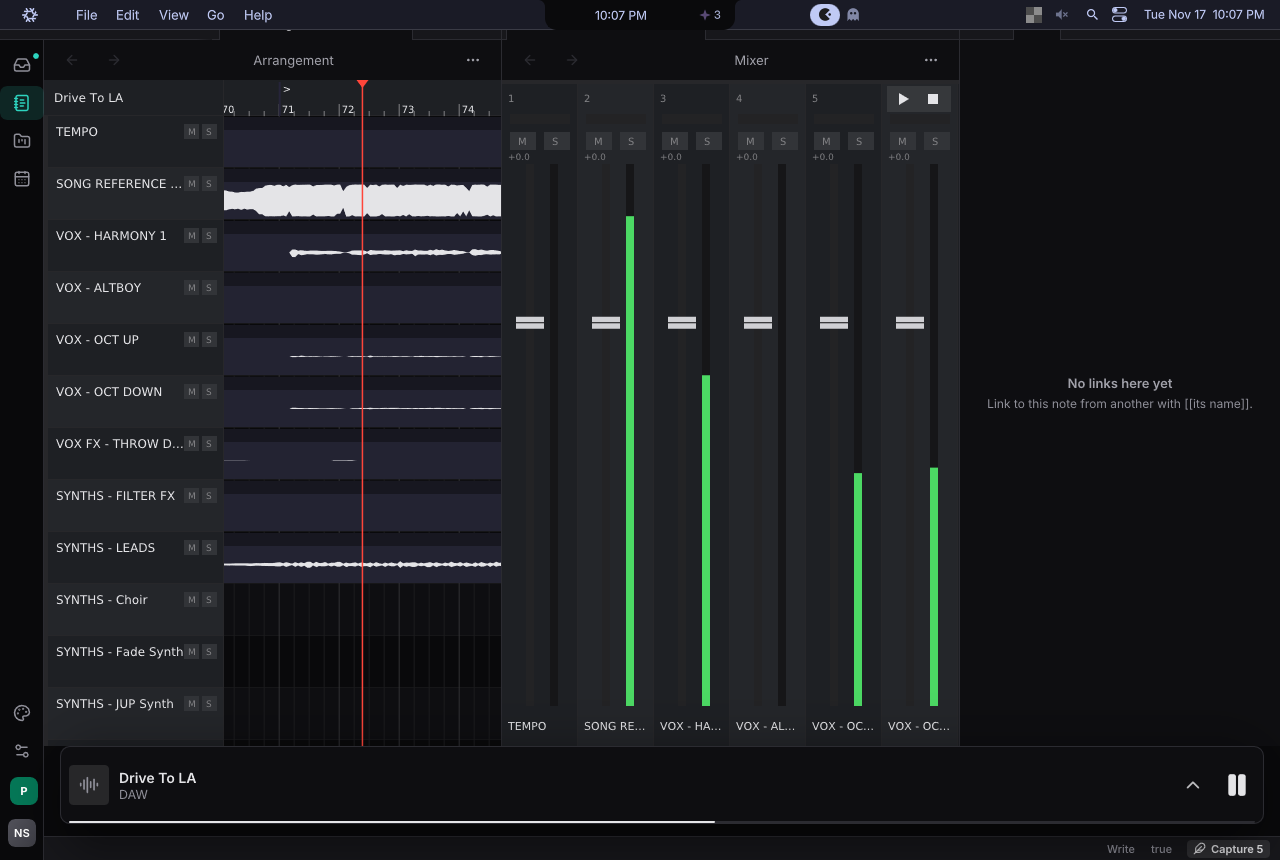 File Edit View Go Help
10:07 PM
3
Tue Nov 17 10:07 PM
Arrangement
Mixer
Drive To LA
>
70 71 72 73 74
TEMPO M S
SONG REFERENCE ... M S
VOX - HARMONY 1 M S
VOX - ALTBOY M S
VOX - OCT UP M S
VOX - OCT DOWN M S
VOX FX - THROW D... M S
SYNTHS - FILTER FX M S
SYNTHS - LEADS M S
SYNTHS - Choir M S
SYNTHS - Fade Synth M S
SYNTHS - JUP Synth M S
1 2 3 4 5
M S M S M S M S M S M S
+0.0 +0.0 +0.0 +0.0 +0.0 +0.0
TEMPO SONG RE... VOX - HA... VOX - AL... VOX - OC... VOX - OC...
No links here yet
Link to this note from another with [[its name]].
P
NS
Drive To LA
DAW
Write true Capture 5